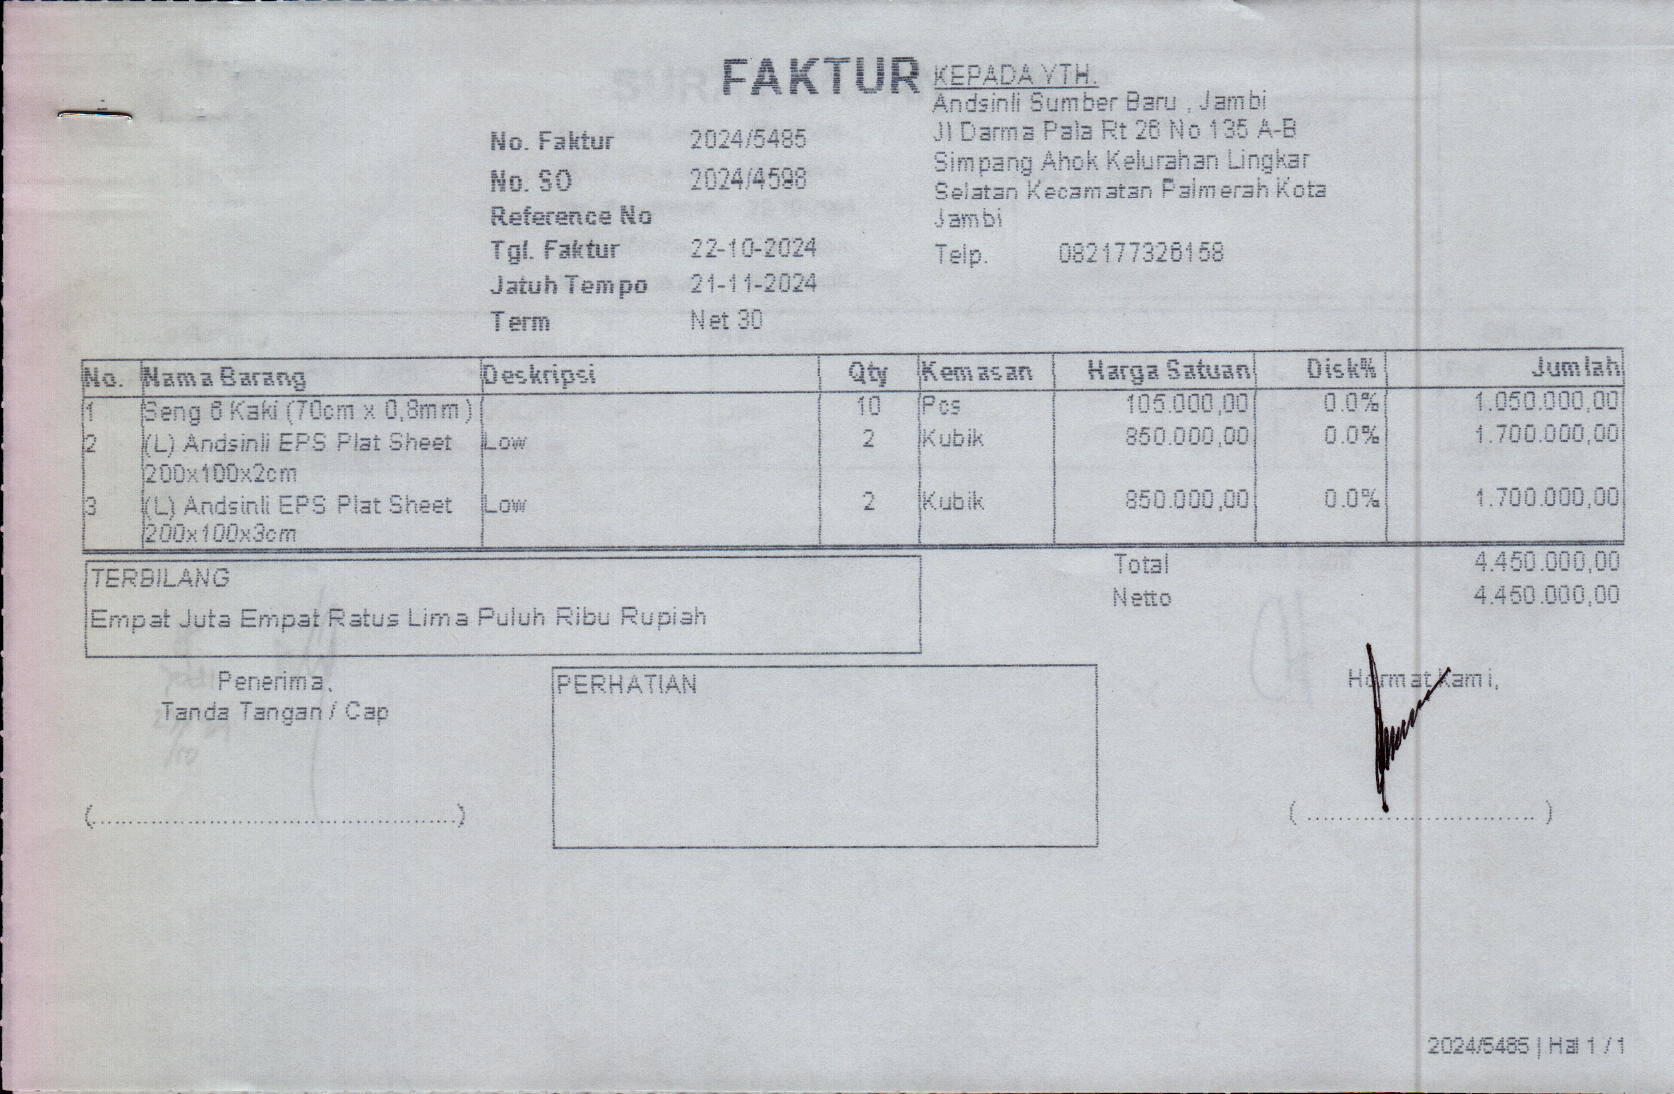 FAKTUR
KEPADA YTH.
Andsinli Sumber Baru , Jambi
Jl Darma Pala Rt 26 No 135 A-B
Simpang Ahok Kelurahan Lingkar
Selatan Kecamatan Palmerah Kota
Jambi
Telp. 082177326158
No. Faktur 2024/5485
No. SO 2024/4598
Reference No
Tgl. Faktur 22-10-2024
Jatuh Tempo 21-11-2024
Term Net 30
No. Nama Barang Deskripsi Qty Kemasan Harga Satuan Disk% Jumlah
1 Seng 6 Kaki (70cm x 0,8mm) 10 Pcs 105.000,00 0.0% 1.050.000,00
2 (L) Andsinli EPS Plat Sheet Low 2 Kubik 850.000,00 0.0% 1.700.000,00
200x100x2cm
3 (L) Andsinli EPS Plat Sheet Low 2 Kubik 850.000,00 0.0% 1.700.000,00
200x100x3cm
Total 4.450.000,00
Netto 4.450.000,00
TERBILANG
Empat Juta Empat Ratus Lima Puluh Ribu Rupiah
Penerima,
Tanda Tangan / Cap
(................................................)
PERHATIAN
Hormat Kami,
( .............................. )
2024/5485 | Hal 1 / 1